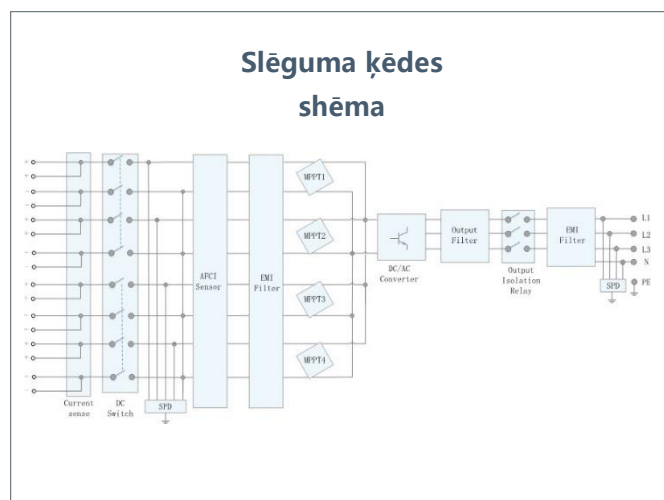 Slēguma ķēdes
shēma
+
+
-
-
+
+
-
-
+
+
-
-
+
+
-
-
Current
sense
DC
Switch
SPD
AFCI
Sensor
EMI
Filter
MPPT1
MPPT2
MPPT3
MPPT4
DC/AC
Converter
Output
Filter
Output
Isolation
Relay
EMI
Filter
SPD
L1
L2
L3
N
PE